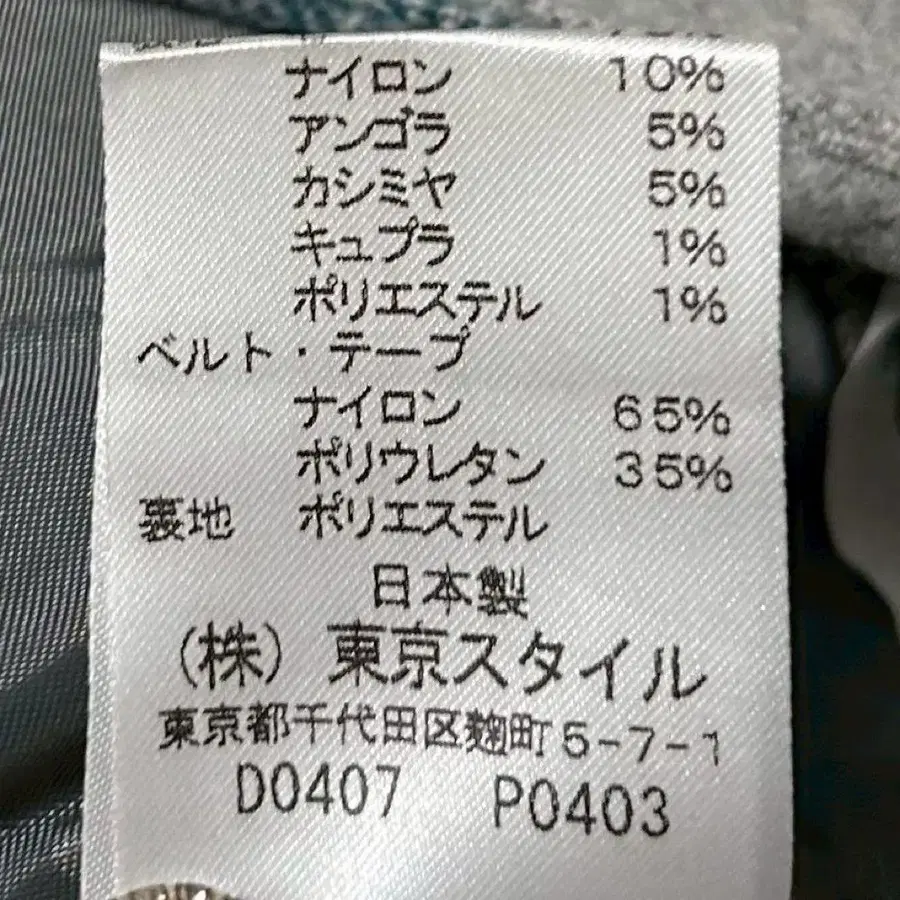 ナイロン 10%
アンゴラ 5%
カシミヤ 5%
キュプラ 1%
ポリエステル 1%
ベルト・テープ
ナイロン 65%
ポリウレタン 35%
裏地 ポリエステル
日本製
(株) 東京スタイル
東京都千代田区麹町5-7-1
D0407 P0403